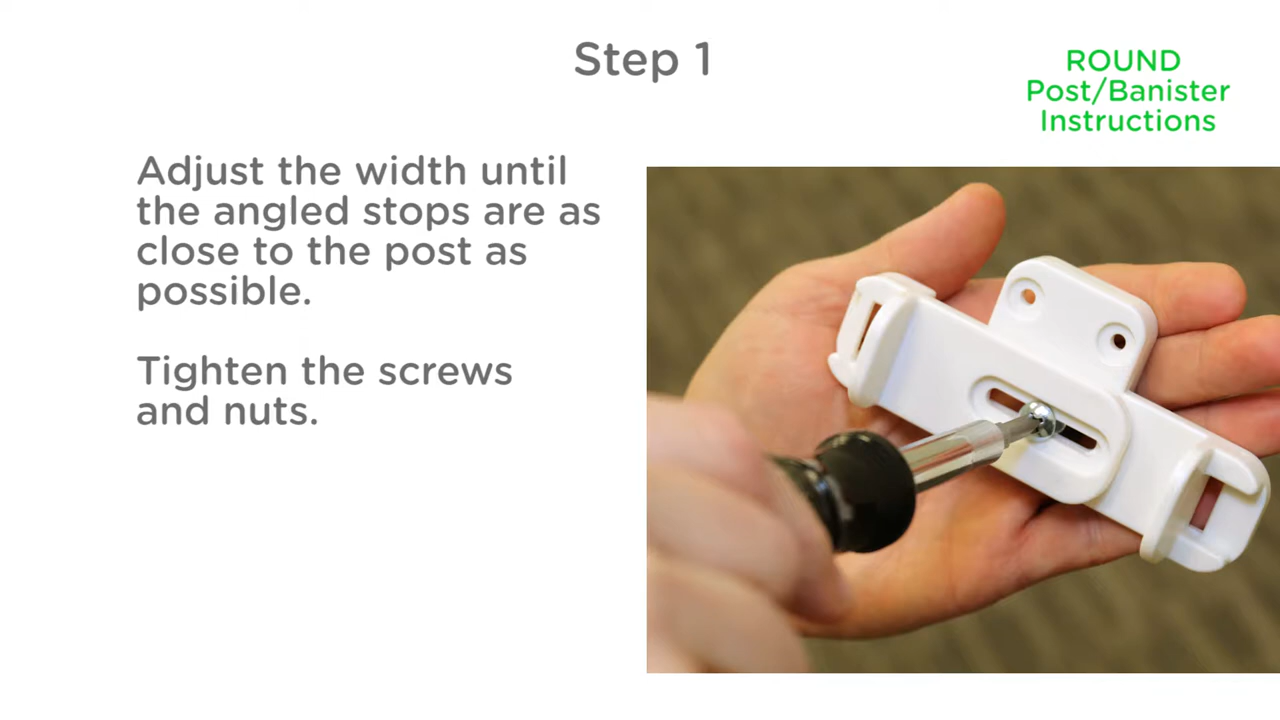 Step 1
ROUND
Post/Banister
Instructions
Adjust the width until
the angled stops are as
close to the post as
possible.
Tighten the screws
and nuts.